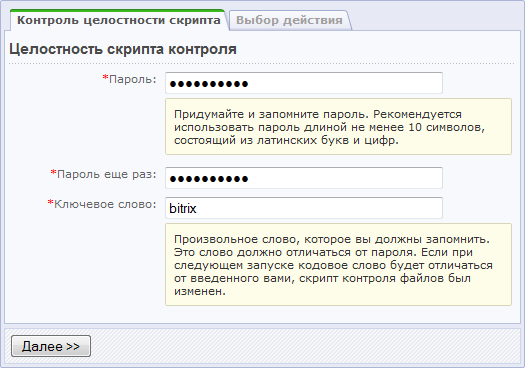 Контроль целостности скрипта Выбор действия
Целостность скрипта контроля
*Пароль: ●●●●●●●●●●
Придумайте и запомните пароль. Рекомендуется
использовать пароль длиной не менее 10 символов,
состоящий из латинских букв и цифр.
*Пароль еще раз: ●●●●●●●●●●
*Ключевое слово: bitrix
Произвольное слово, которое вы должны запомнить.
Это слово должно отличаться от пароля. Если при
следующем запуске кодовое слово будет отличаться
от введенного вами, скрипт контроля файлов был
изменен.
Далее >>